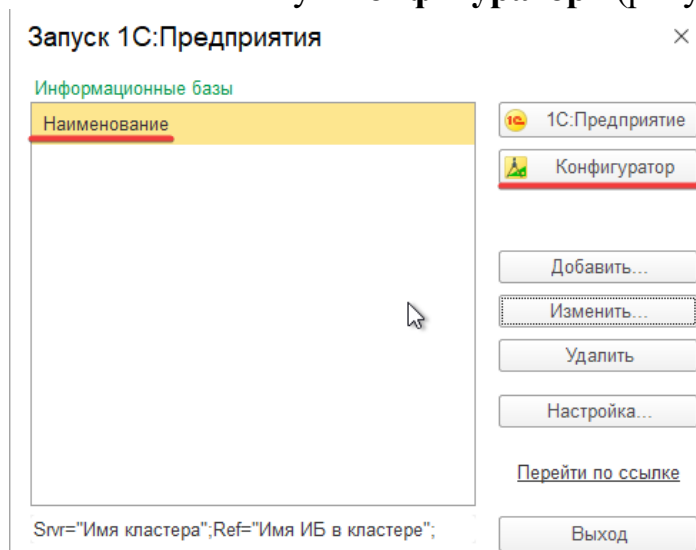 Запуск 1С:Предприятия
Информационные базы
Наименование
1С:Предприятие
Конфигуратор
Добавить...
Изменить...
Удалить
Настройка...
Перейти по ссылке
Srvr="Имя кластера";Ref="Имя ИБ в кластере";
Выход